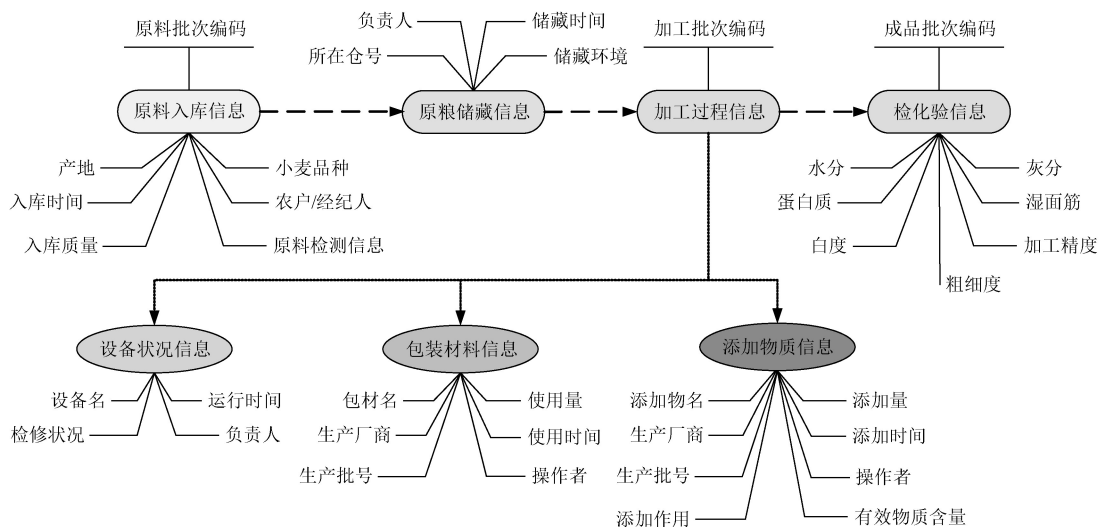 原料批次编码
负责人
储藏时间
加工批次编码
成品批次编码
所在仓号
储藏环境
原料入库信息
原粮储藏信息
加工过程信息
检化验信息
产地
小麦品种
水分
灰分
入库时间
农户/经纪人
蛋白质
湿面筋
入库质量
原料检测信息
白度
加工精度
粗细度
设备状况信息
包装材料信息
添加物质信息
设备名
运行时间
包材名
使用量
添加物名
添加量
检修状况
负责人
生产厂商
使用时间
生产厂商
添加时间
生产批号
操作者
生产批号
操作者
添加作用
有效物质含量